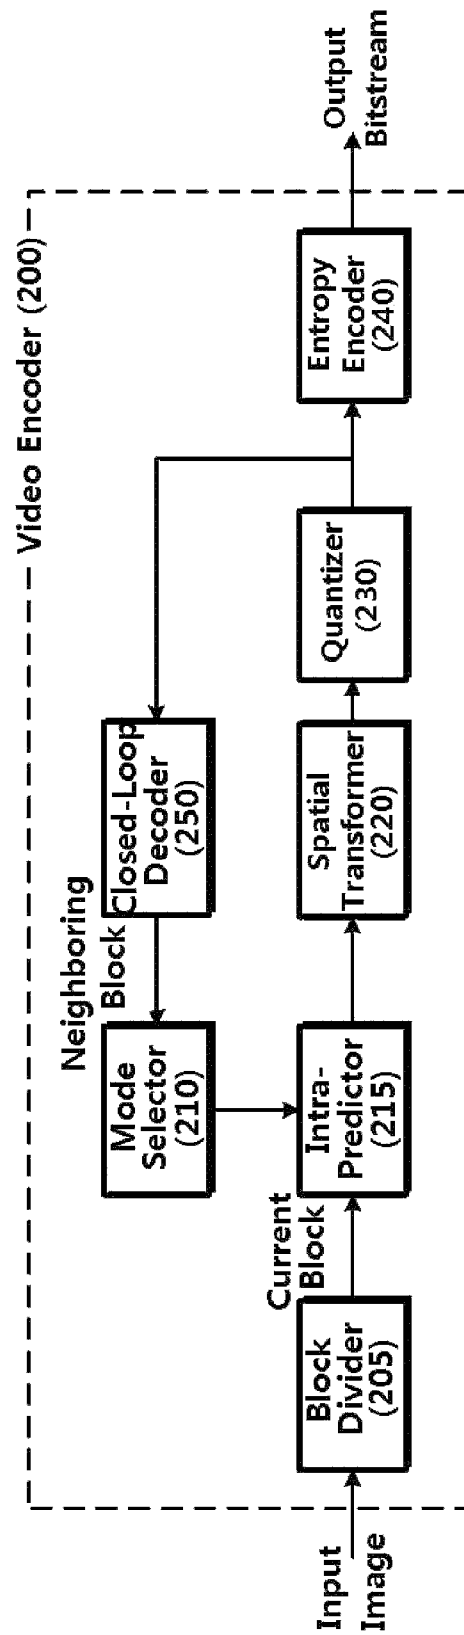 Video Encoder (200)
Neighboring
Block
Mode
Selector
(210)
Closed-Loop
Decoder
(250)
Input
Image
Block
Divider
(205)
Current
Block
Intra-
Predictor
(215)
Spatial
Transformer
(220)
Quantizer
(230)
Entropy
Encoder
(240)
Output
Bitstream